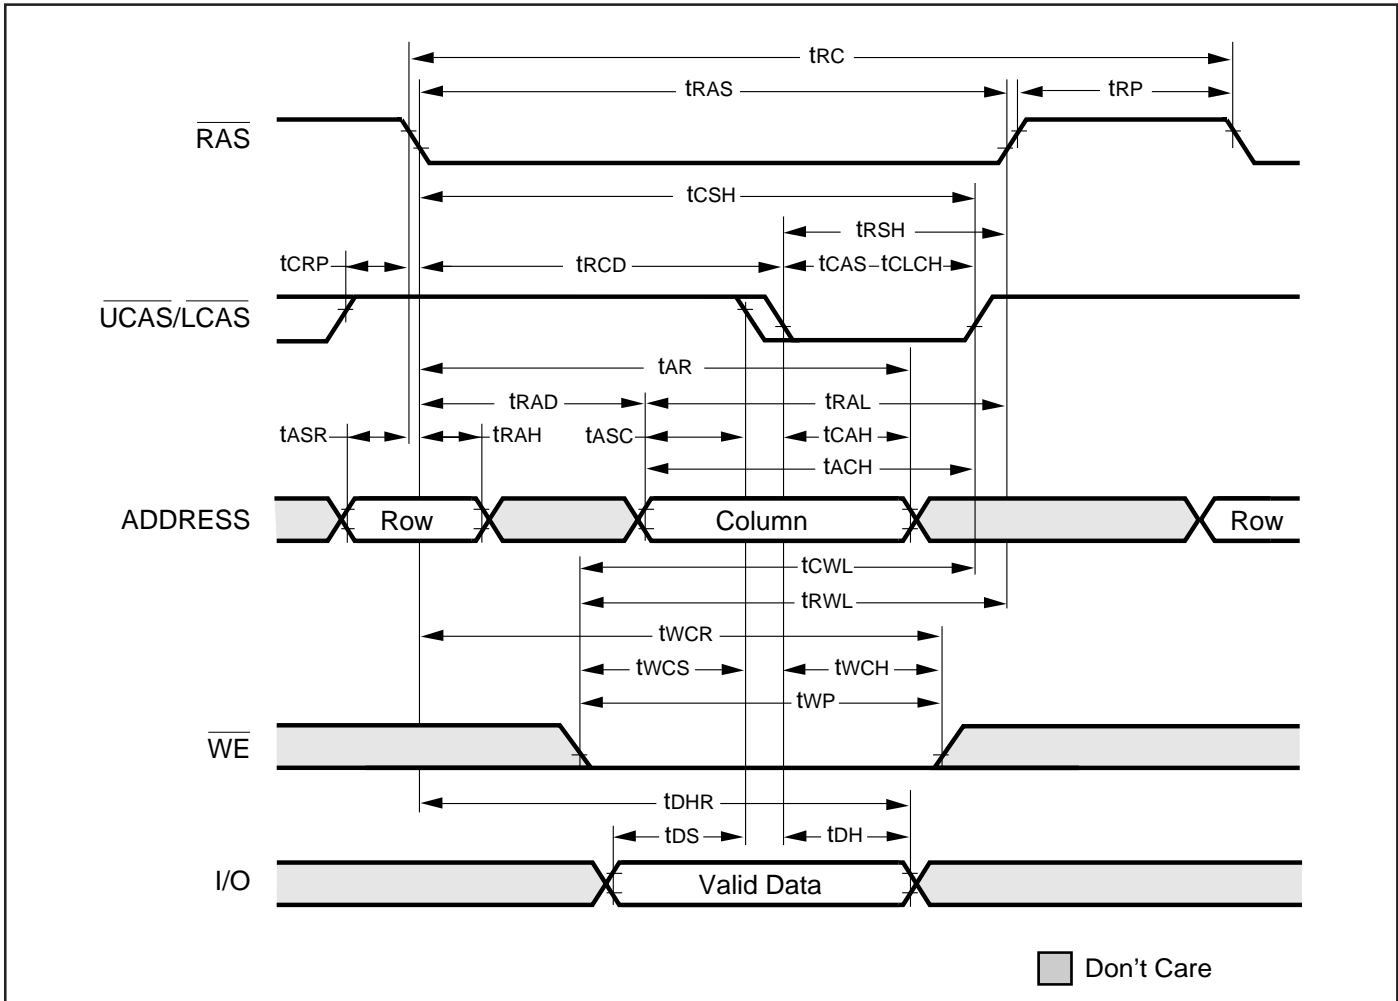 tRC
tRAS
tRP
RAS
tCSH
tRSH
tCRP
tRCD
tCAS
tCLCH
UCAS/LCAS
tAR
tRAD
tRAL
tASR
tRAH
tASC
tCAH
tACH
ADDRESS
Row
Column
Row
tCWL
tRWL
tWCR
tWCS
tWCH
tWP
WE
tDHR
tDS
tDH
I/O
Valid Data
Don't Care